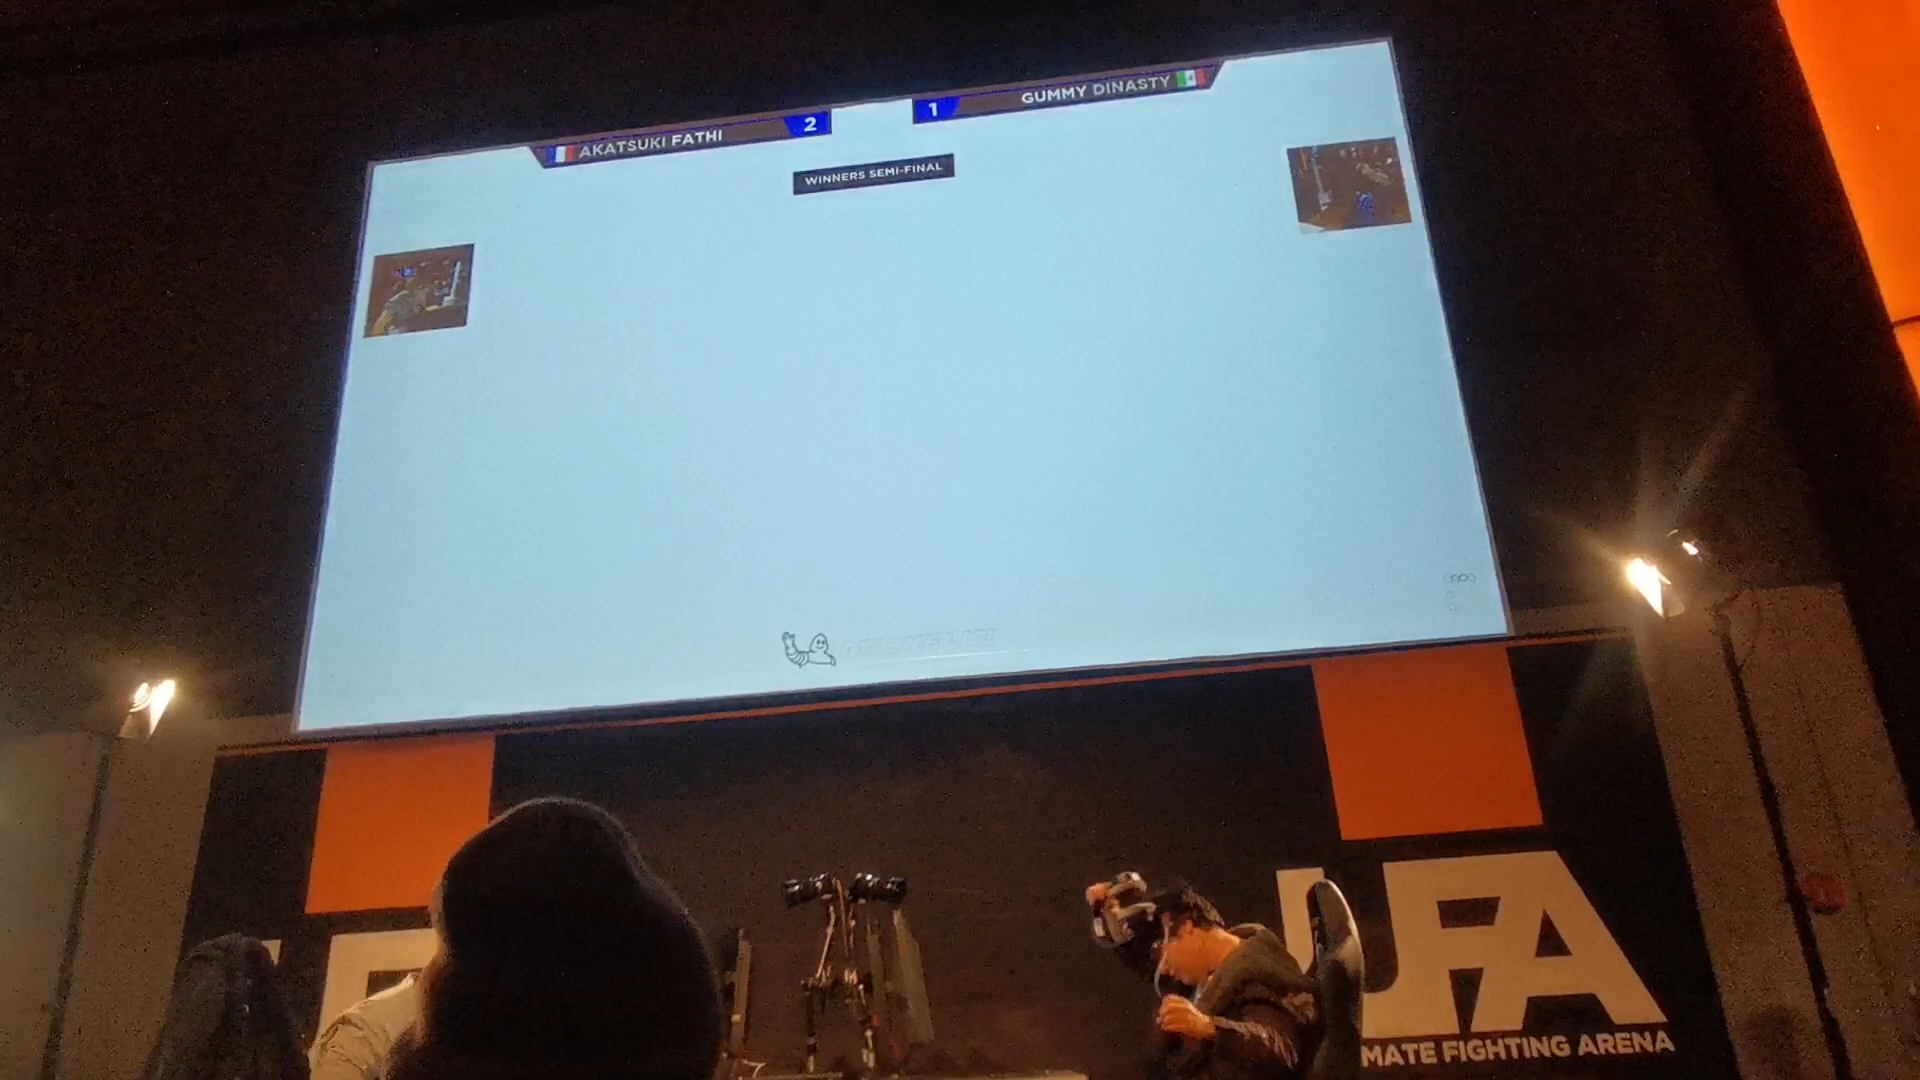 AKATSUKI FATHI 2
1 GUMMY DINASTY
WINNERS SEMI-FINAL
UFA
MATE FIGHTING ARENA